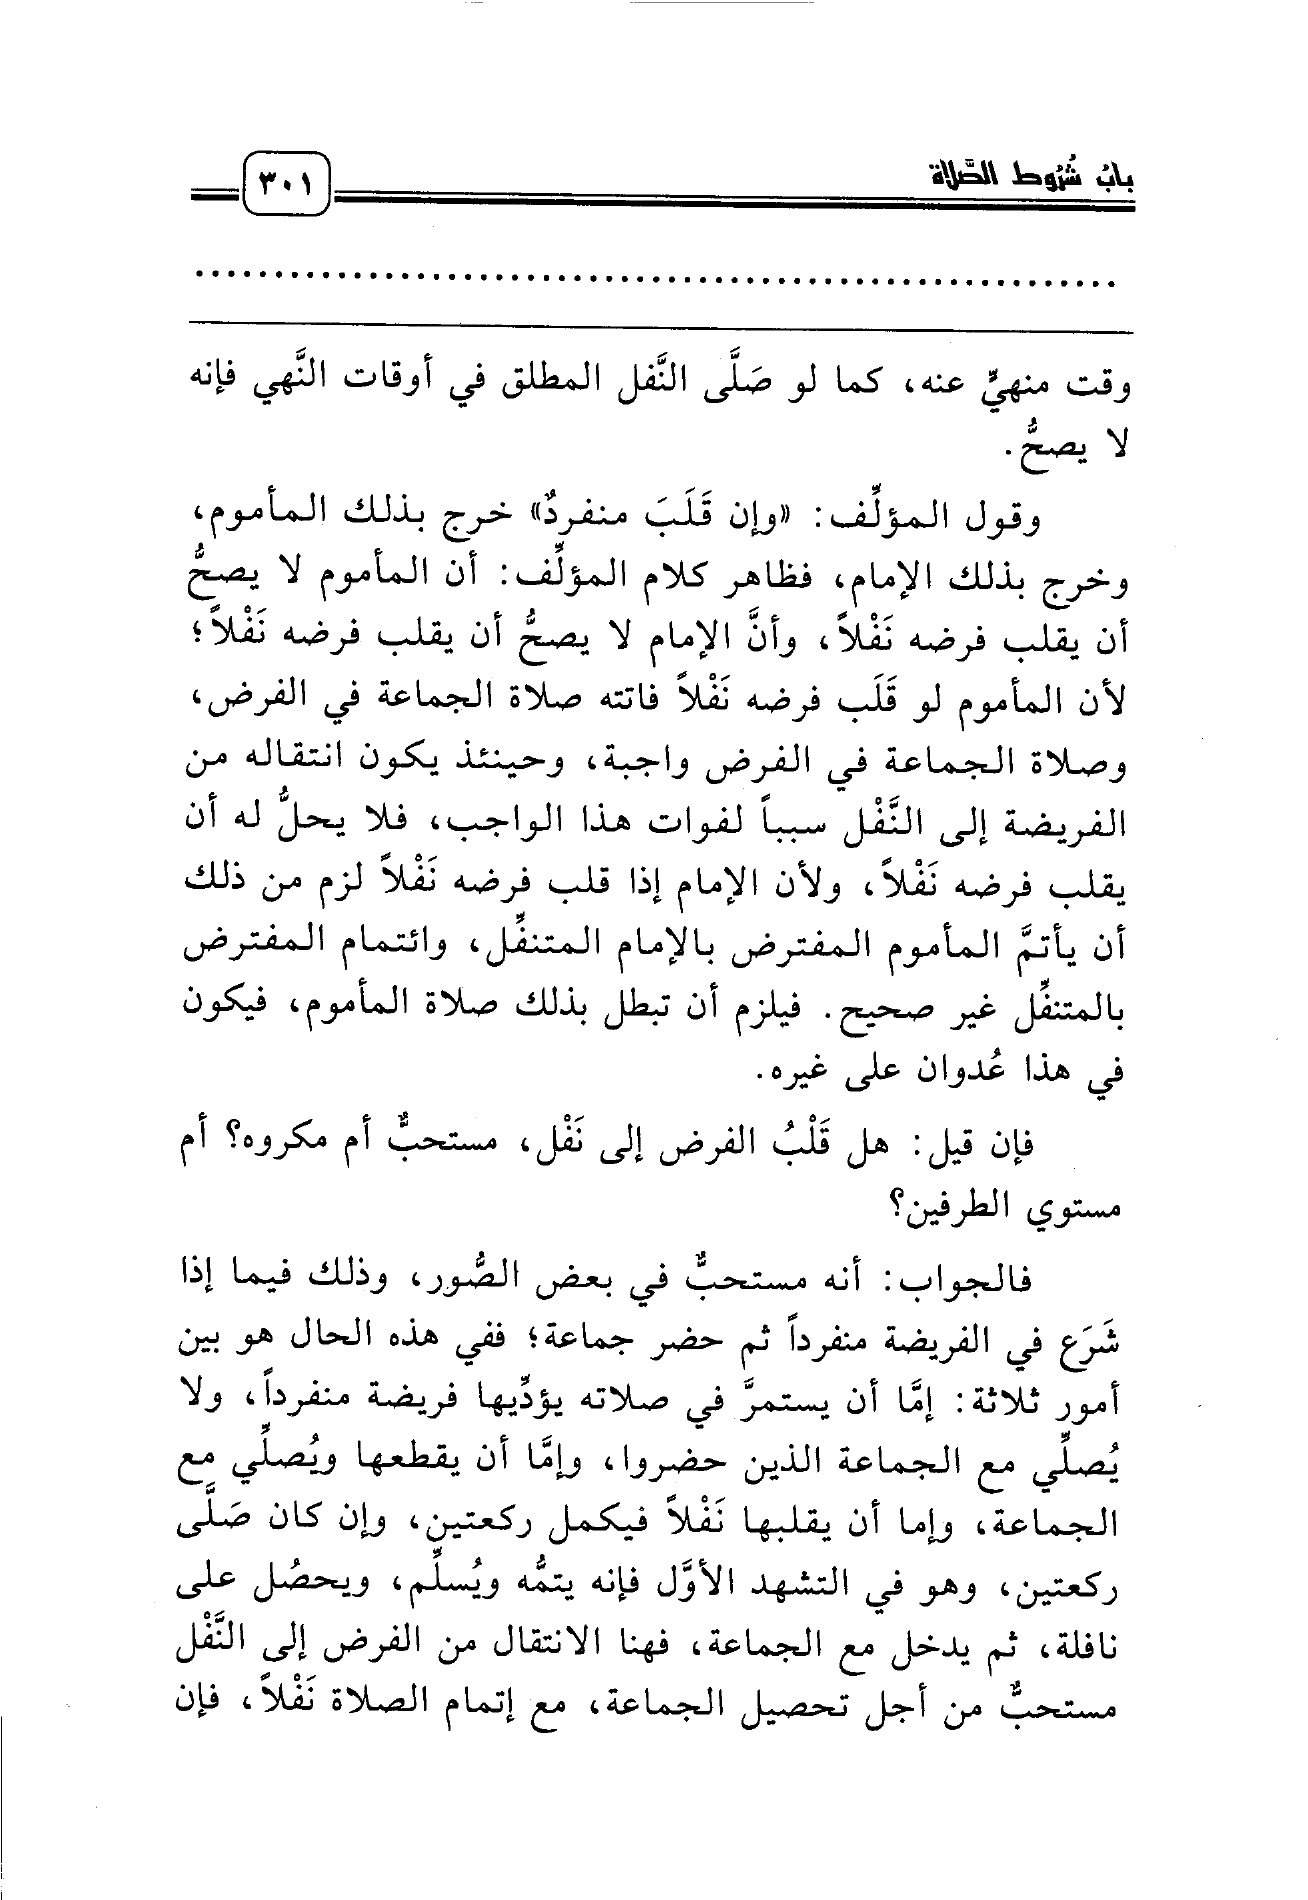 بابُ شُرُوط الصَّلاة
٣٠١
وقت منهيٍّ عنه، كما لو صَلَّى النَّفل المطلق في أوقات النَّهي فإنه
لا يصحُّ.
وقول المؤلِّف: «وإن قَلَبَ منفردٌ» خرج بذلك المأموم،
وخرج بذلك الإمام، فظاهر كلام المؤلِّف: أن المأموم لا يصحُّ
أن يقلب فرضه نَفْلاً، وأنَّ الإمام لا يصحُّ أن يقلب فرضه نَفْلاً؛
لأن المأموم لو قَلَب فرضه نَفْلاً فاتته صلاة الجماعة في الفرض،
وصلاة الجماعة في الفرض واجبة، وحينئذ يكون انتقاله من
الفريضة إلى النَّفْل سبباً لفوات هذا الواجب، فلا يحلُّ له أن
يقلب فرضه نَفْلاً، ولأن الإمام إذا قلب فرضه نَفْلاً لزم من ذلك
أن يأتمَّ المأموم المفترض بالإمام المتنفِّل، وائتمام المفترض
بالمتنفِّل غير صحيح. فيلزم أن تبطل بذلك صلاة المأموم، فيكون
في هذا عُدوان على غيره.
فإن قيل: هل قَلْبُ الفرض إلى نَفْل، مستحبٌّ أم مكروه؟ أم
مستوي الطرفين؟
فالجواب: أنه مستحبٌّ في بعض الصُّور، وذلك فيما إذا
شَرَع في الفريضة منفرداً ثم حضر جماعة؛ ففي هذه الحال هو بين
أمور ثلاثة: إمَّا أن يستمرَّ في صلاته يؤدِّيها فريضة منفرداً، ولا
يُصلِّي مع الجماعة الذين حضروا، وإمَّا أن يقطعها ويُصلِّي مع
الجماعة، وإما أن يقلبها نَفْلاً فيكمل ركعتين، وإن كان صَلَّى
ركعتين، وهو في التشهد الأوَّل فإنه يتمُّه ويُسلِّم، ويحصُل على
نافلة، ثم يدخل مع الجماعة، فهنا الانتقال من الفرض إلى النَّفْل
مستحبٌّ من أجل تحصيل الجماعة، مع إتمام الصلاة نَفْلاً، فإن